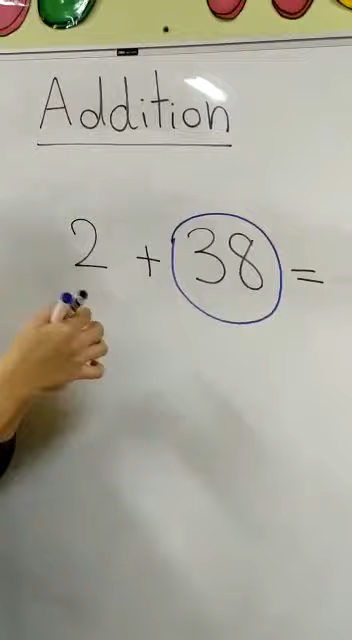 Addition
2 + 38 =